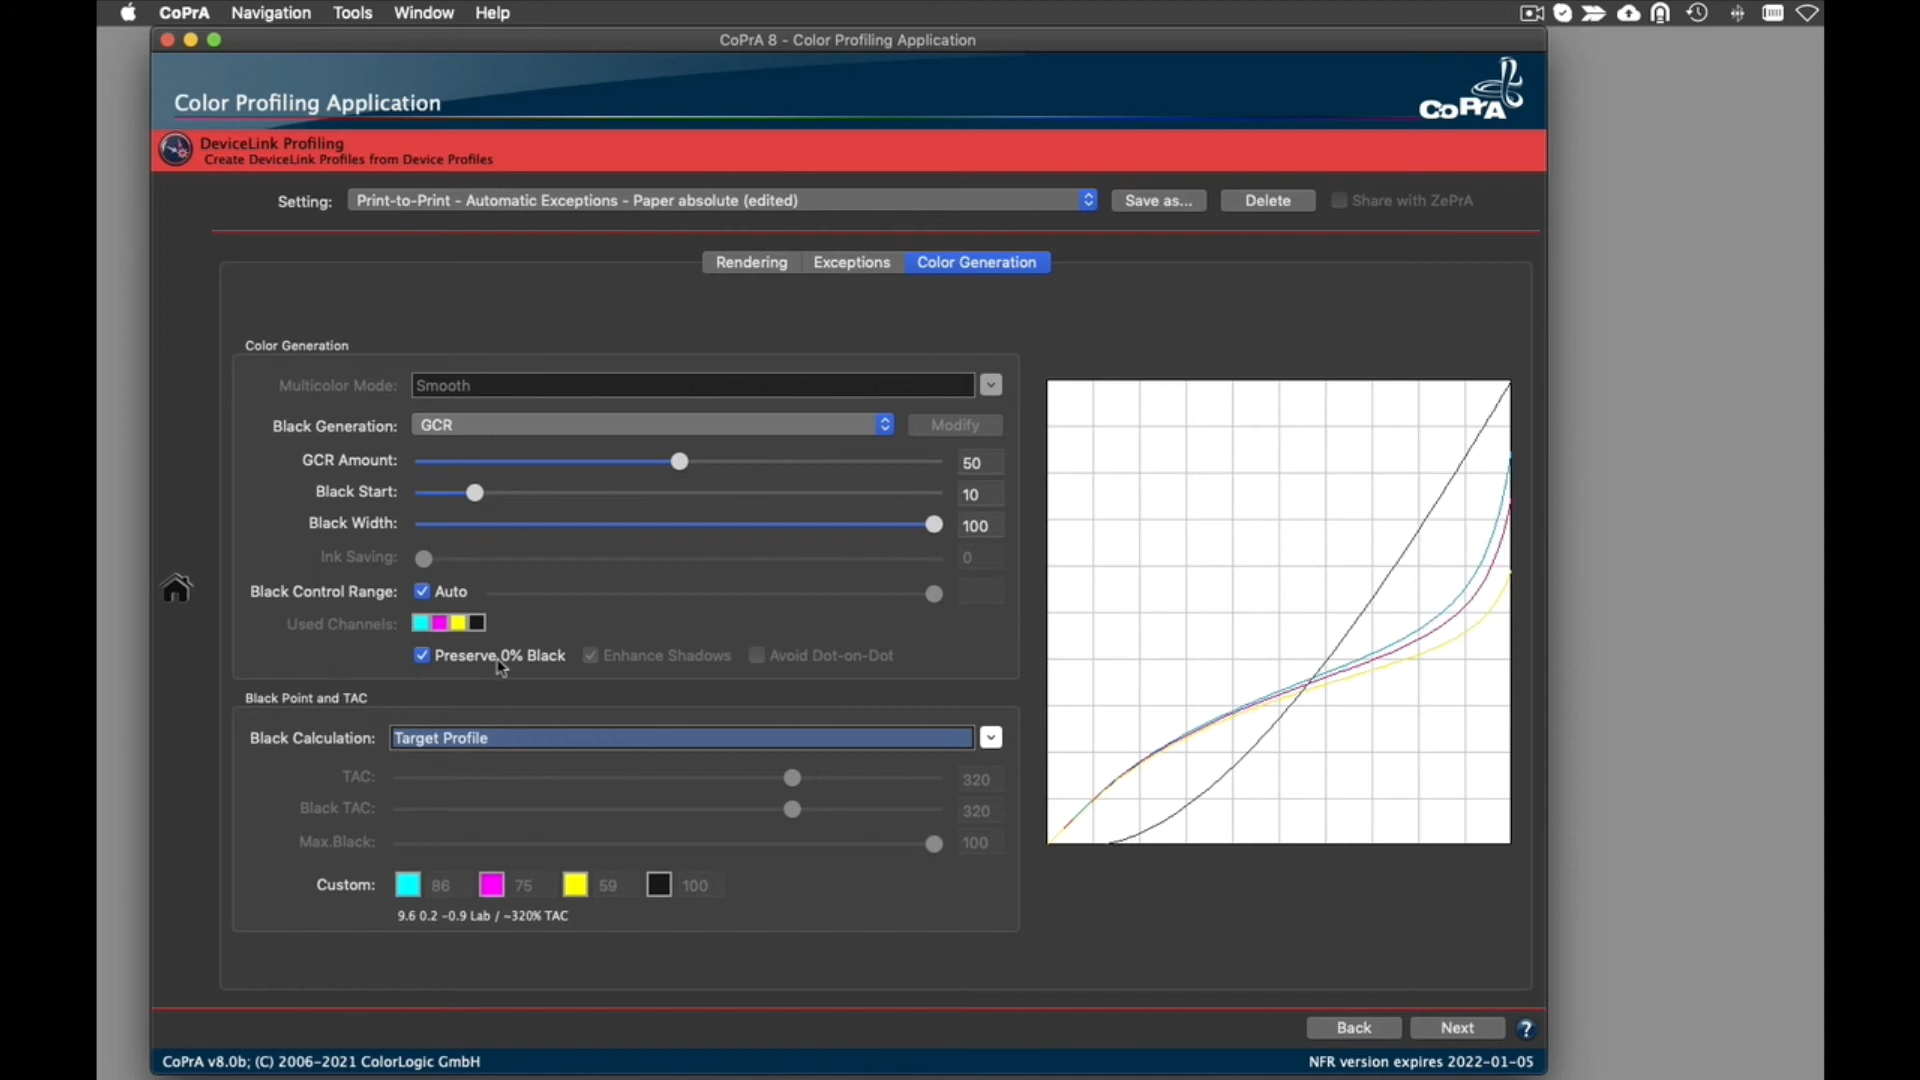 CoPrA Navigation Tools Window Help
CoPrA 8 - Color Profiling Application
Color Profiling Application
CoPrA
DeviceLink Profiling
Create DeviceLink Profiles from Device Profiles
Setting: Print-to-Print - Automatic Exceptions - Paper absolute (edited) Save as... Delete Share with ZePrA
Rendering Exceptions Color Generation
Color Generation
Multicolor Mode: Smooth
Black Generation: GCR Modify
GCR Amount: 50
Black Start: 10
Black Width: 100
Ink Saving: 0
Black Control Range: Auto
Used Channels:
Preserve 0% Black Enhance Shadows Avoid Dot-on-Dot
Black Point and TAC
Black Calculation: Target Profile
TAC: 320
Black TAC: 320
Max.Black: 100
Custom: 86 75 59 100
9.6 0.2 -0.9 Lab / ~320% TAC
Back Next ?
CoPrA v8.0b; (C) 2006-2021 ColorLogic GmbH NFR version expires 2022-01-05